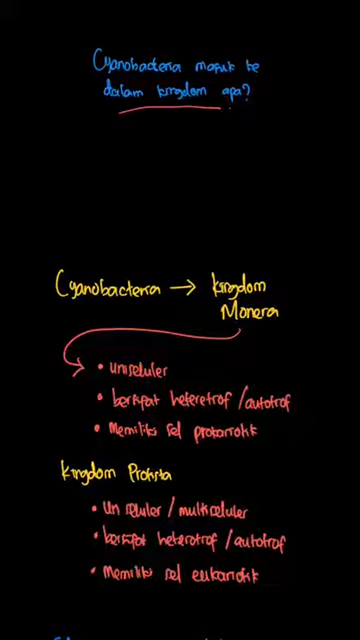 Cyanobacteria masuk ke
dalam kingdom apa?
Cyanobacteria → kingdom
Monera
• uniseluler
• bersifat heterotrof / autotrof
• Memiliki sel prokariotik
kingdom Protista
• Uniseluler / multiseluler
• bersifat heterotrof / autotrof
• memiliki sel eukariotik